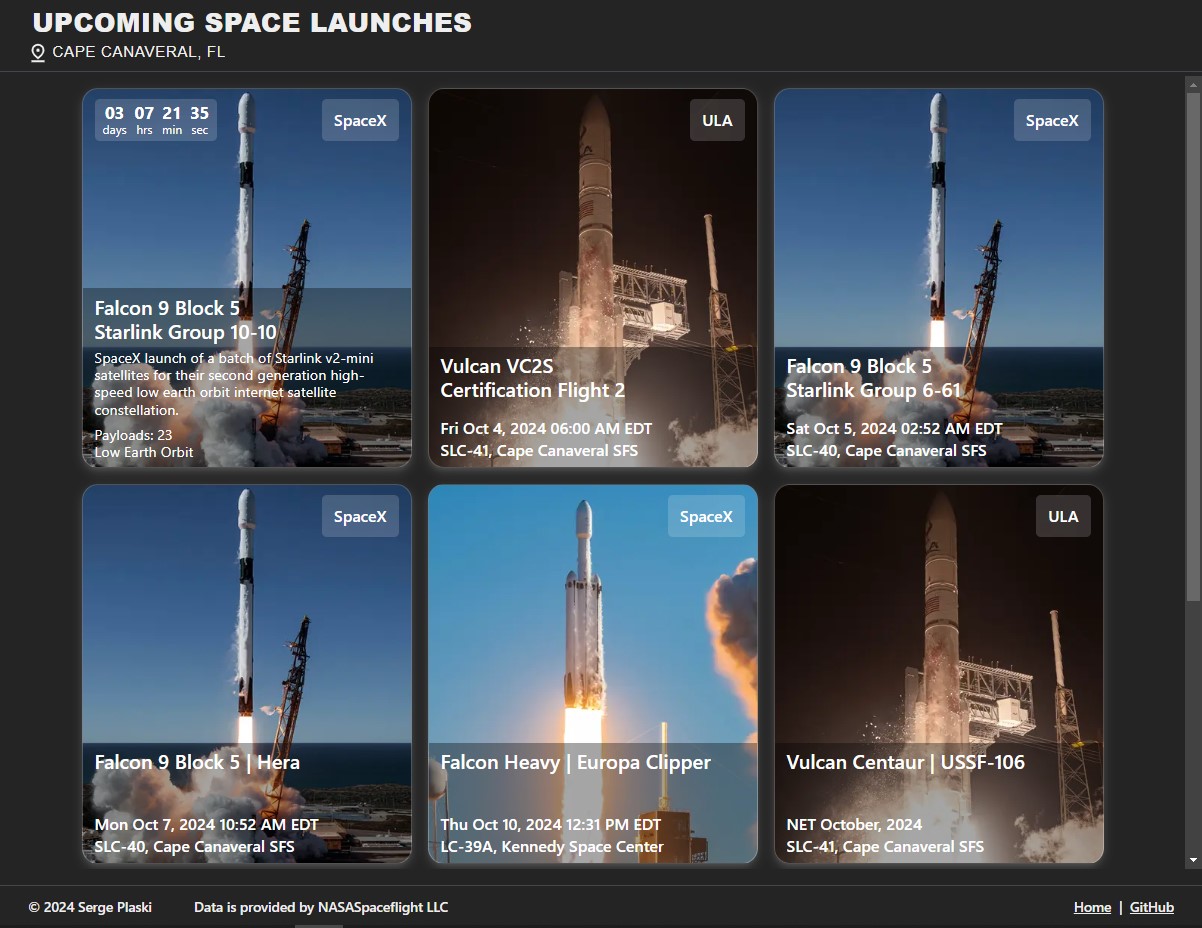 UPCOMING SPACE LAUNCHES
CAPE CANAVERAL, FL
03 07 21 35
days hrs min sec
SpaceX
Falcon 9 Block 5
Starlink Group 10-10
SpaceX launch of a batch of Starlink v2-mini
satellites for their second generation high-
speed low earth orbit internet satellite
constellation.
Payloads: 23
Low Earth Orbit
ULA
Vulcan VC2S
Certification Flight 2
Fri Oct 4, 2024 06:00 AM EDT
SLC-41, Cape Canaveral SFS
SpaceX
Falcon 9 Block 5
Starlink Group 6-61
Sat Oct 5, 2024 02:52 AM EDT
SLC-40, Cape Canaveral SFS
SpaceX
Falcon 9 Block 5 | Hera
Mon Oct 7, 2024 10:52 AM EDT
SLC-40, Cape Canaveral SFS
SpaceX
Falcon Heavy | Europa Clipper
Thu Oct 10, 2024 12:31 PM EDT
LC-39A, Kennedy Space Center
ULA
Vulcan Centaur | USSF-106
NET October, 2024
SLC-41, Cape Canaveral SFS
© 2024 Serge Plaski
Data is provided by NASASpaceflight LLC
Home | GitHub